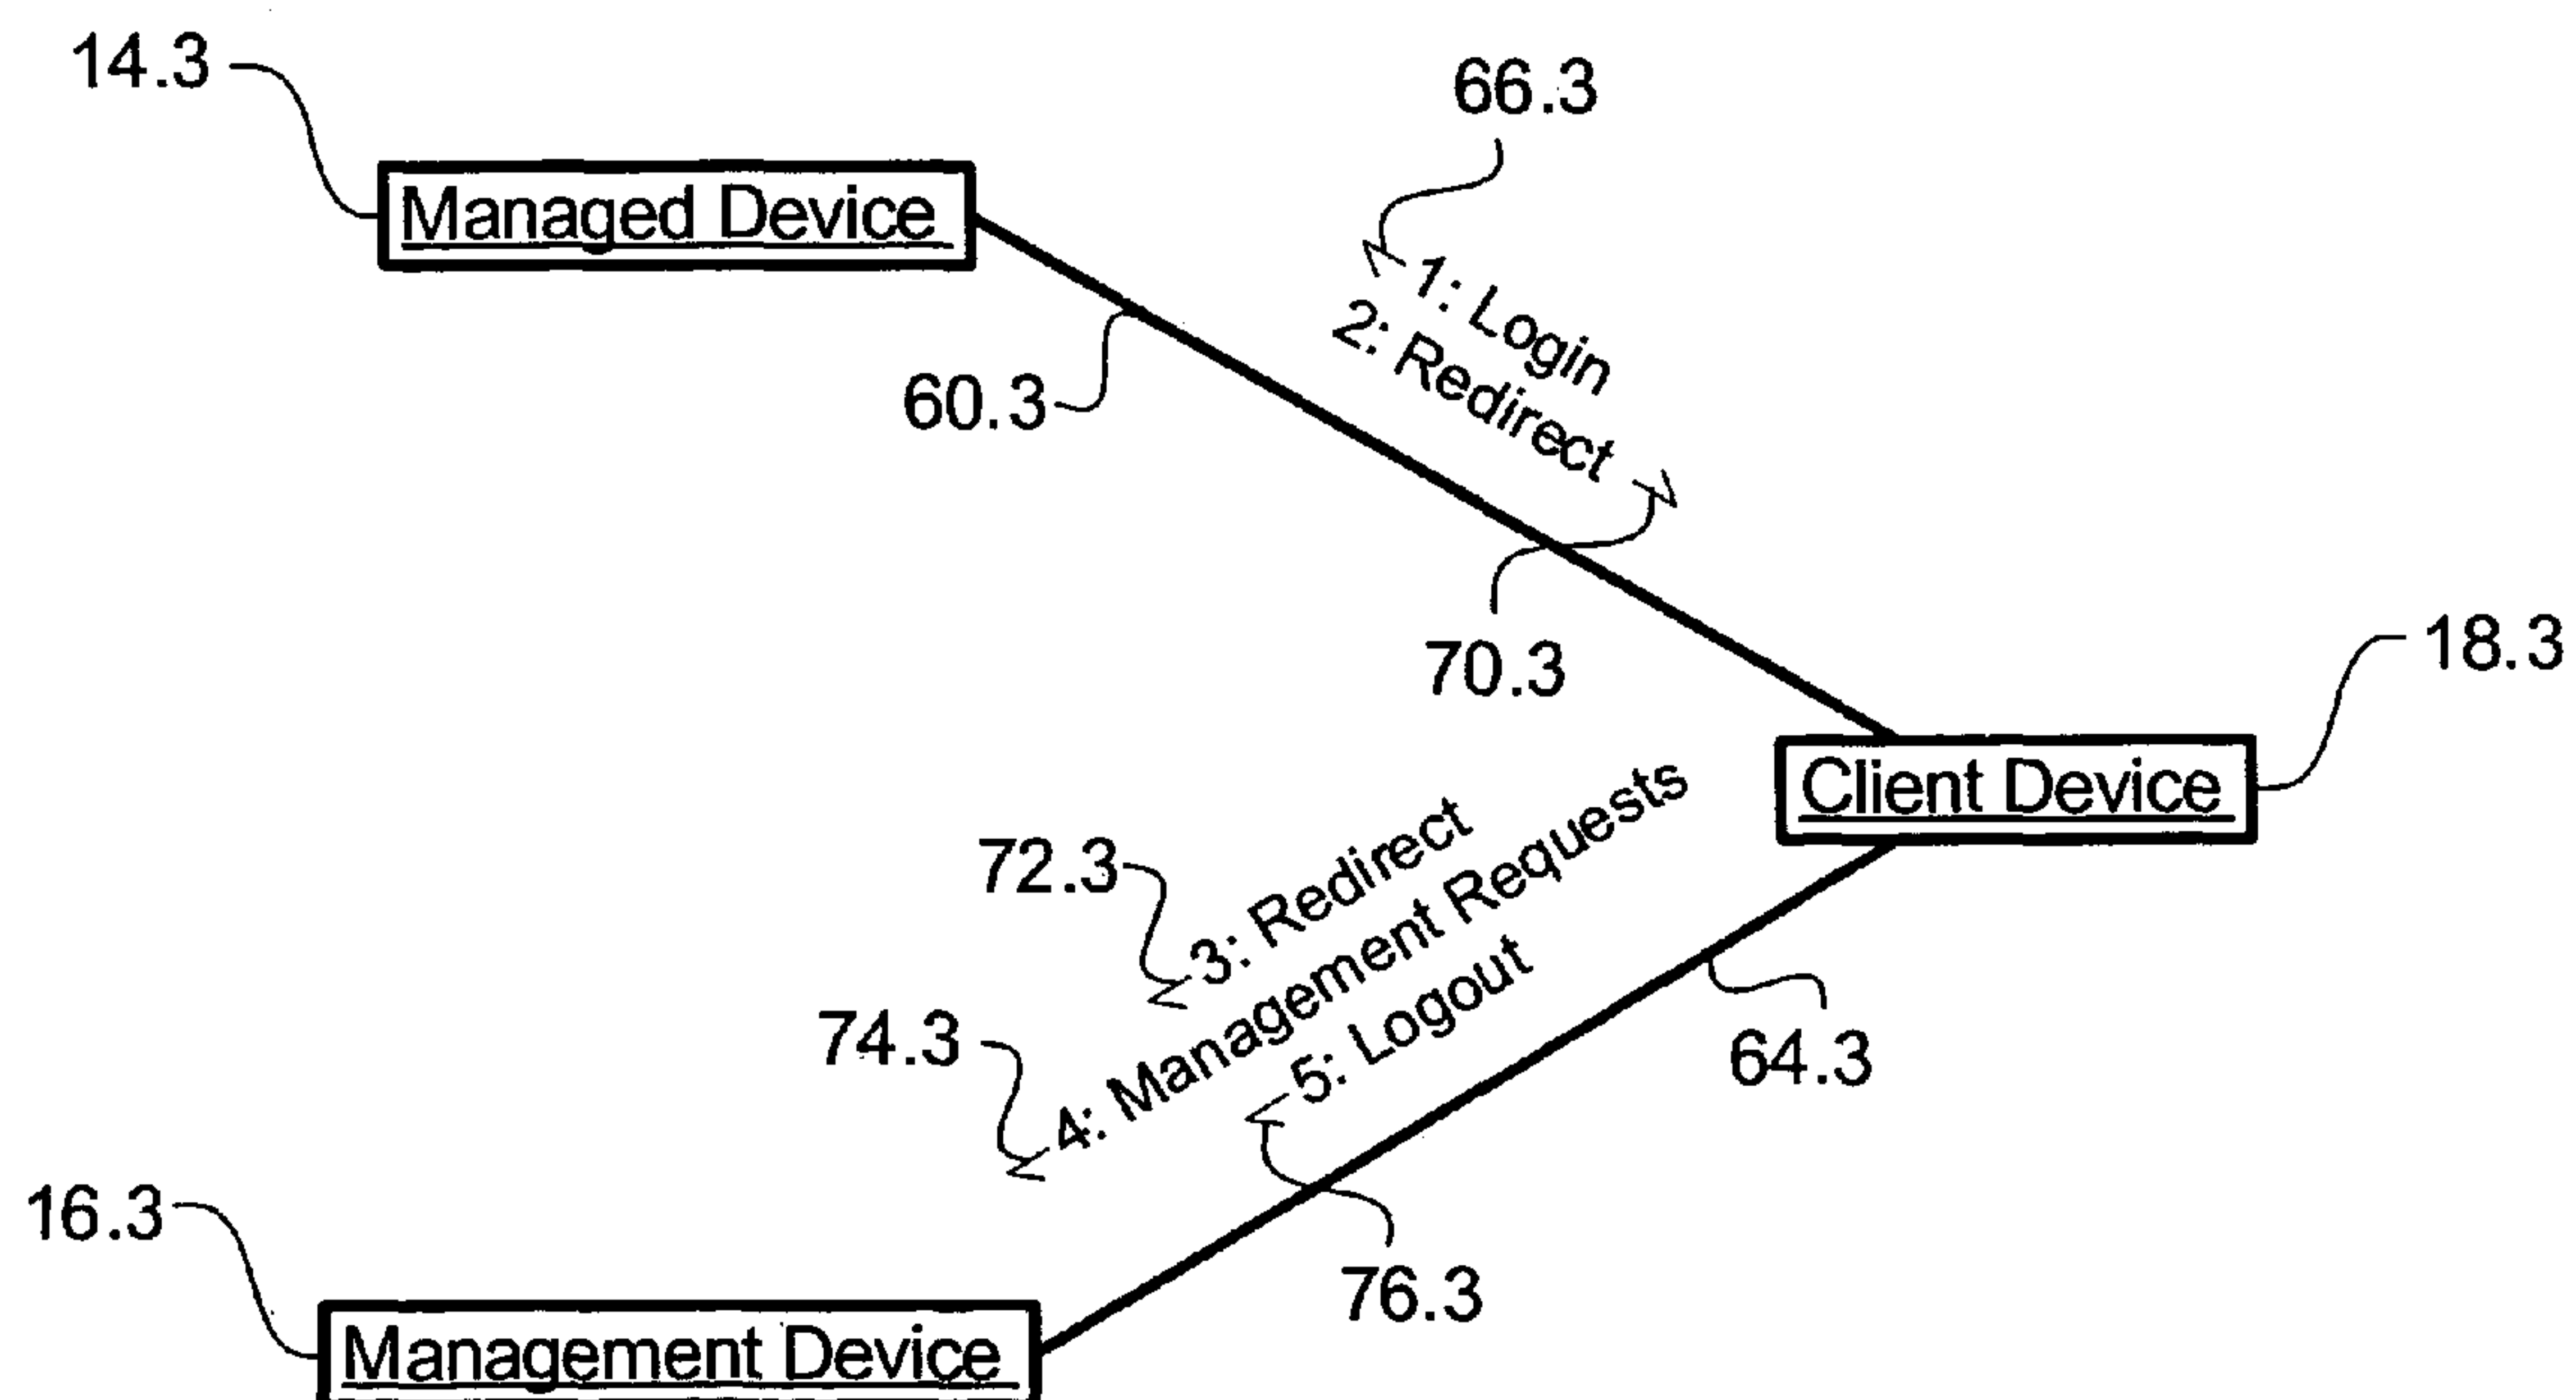 14.3
66.3
Managed Device
1: Login
2: Redirect
60.3
70.3
18.3
Client Device
72.3
3: Redirect
74.3
4: Management Requests
5: Logout
64.3
16.3
76.3
Management Device